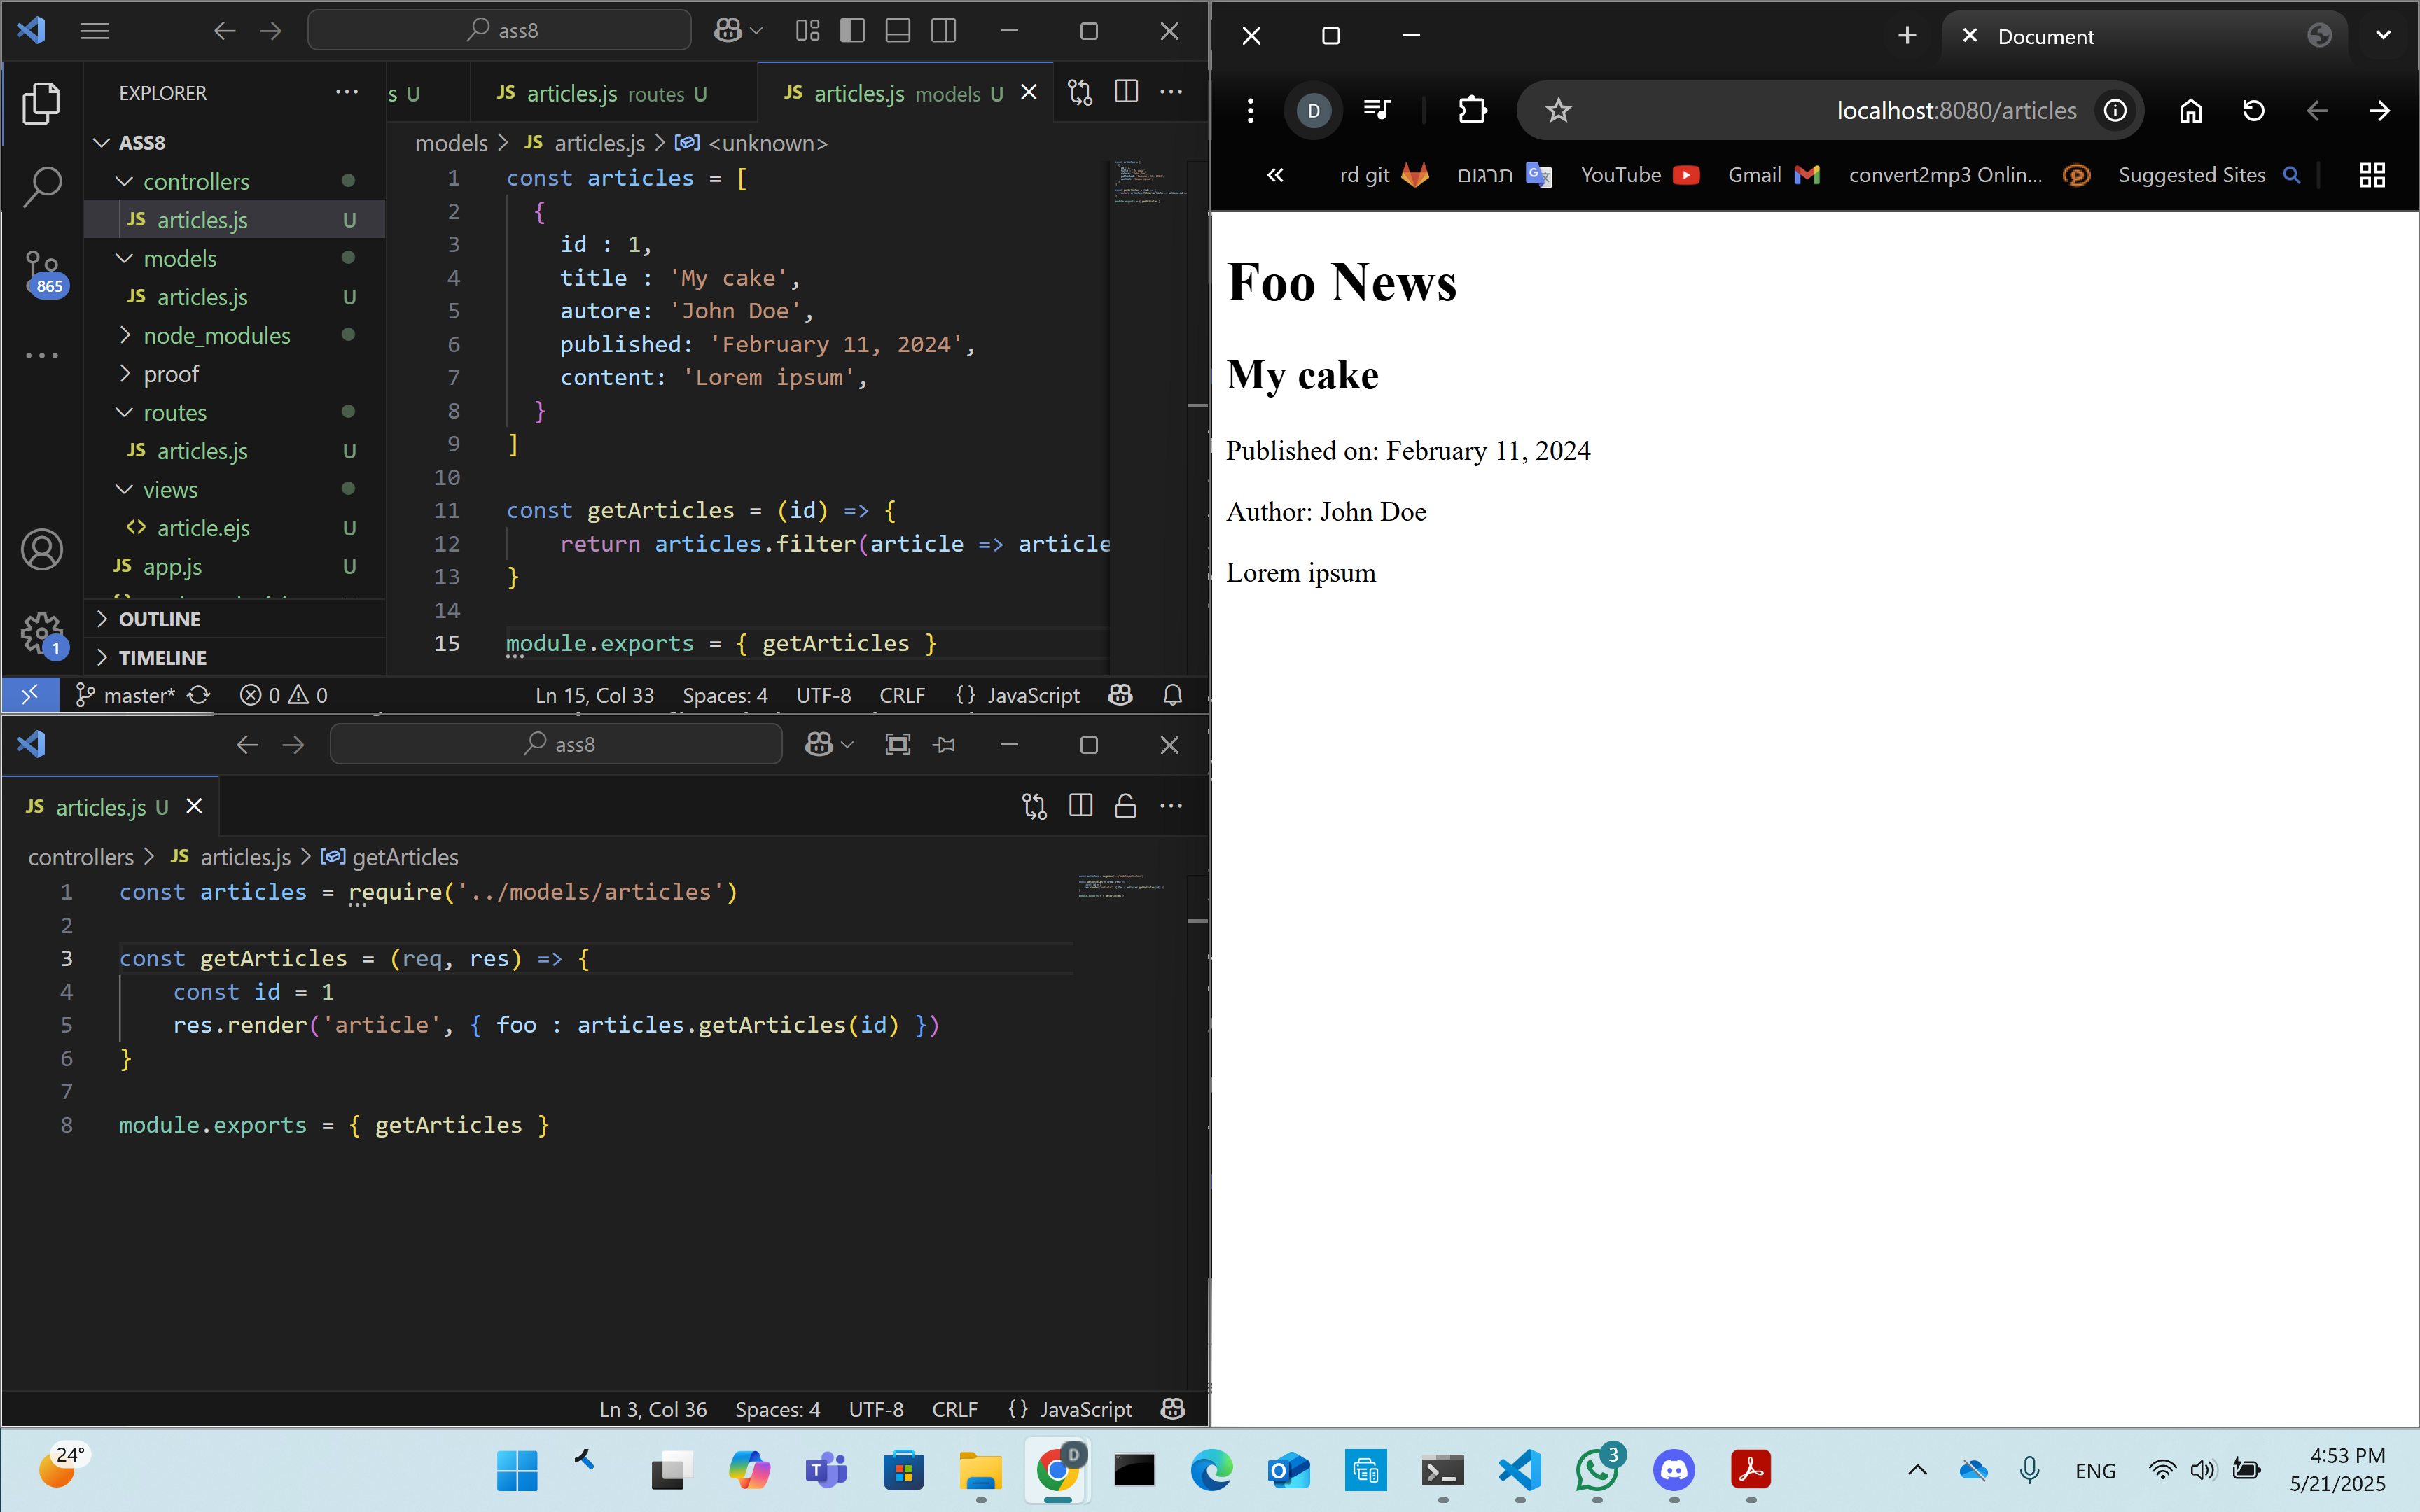 ass8
EXPLORER
ASS8
controllers
JS articles.js U
models
JS articles.js U
node_modules
proof
routes
JS articles.js U
views
<> article.ejs U
JS app.js U
OUTLINE
TIMELINE
865
1
s U
JS articles.js routes U
JS articles.js models U
models > JS articles.js > <unknown>
1 const articles = [
2 {
3 id : 1,
4 title : 'My cake',
5 autore: 'John Doe',
6 published: 'February 11, 2024',
7 content: 'Lorem ipsum',
8 }
9 ]
10
11 const getArticles = (id) => {
12 return articles.filter(article => article
13 }
14
15 module.exports = { getArticles }
master* 0 0 Ln 15, Col 33 Spaces: 4 UTF-8 CRLF {} JavaScript
ass8
JS articles.js U
controllers > JS articles.js > getArticles
1 const articles = require('../models/articles')
2
3 const getArticles = (req, res) => {
4 const id = 1
5 res.render('article', { foo : articles.getArticles(id) })
6 }
7
8 module.exports = { getArticles }
Ln 3, Col 36 Spaces: 4 UTF-8 CRLF {} JavaScript
Document
D
localhost:8080/articles
rd git תרגום YouTube Gmail convert2mp3 Onlin... Suggested Sites
Foo News
My cake
Published on: February 11, 2024
Author: John Doe
Lorem ipsum
24°
D
3
ENG
4:53 PM
5/21/2025